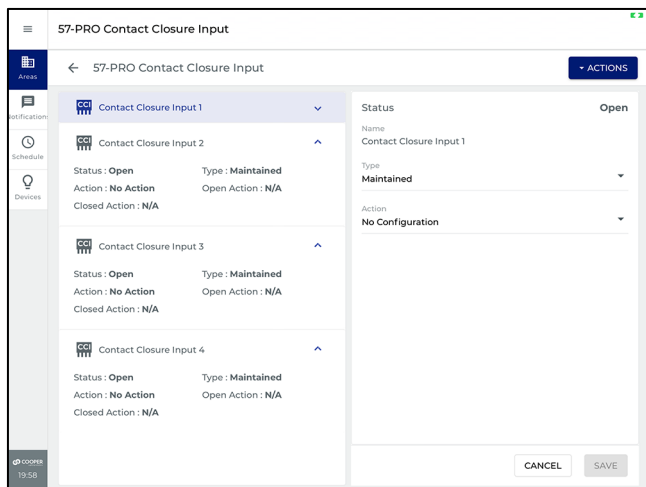 57-PRO Contact Closure Input
57-PRO Contact Closure Input
ACTIONS
Areas
Notifications
Schedule
Devices
CCI Contact Closure Input 1
CCI Contact Closure Input 2
Status : Open Type : Maintained
Action : No Action Open Action : N/A
Closed Action : N/A
CCI Contact Closure Input 3
Status : Open Type : Maintained
Action : No Action Open Action : N/A
Closed Action : N/A
CCI Contact Closure Input 4
Status : Open Type : Maintained
Action : No Action Open Action : N/A
Closed Action : N/A
Status Open
Name
Contact Closure Input 1
Type
Maintained
Action
No Configuration
CANCEL SAVE
COOPER
19:58